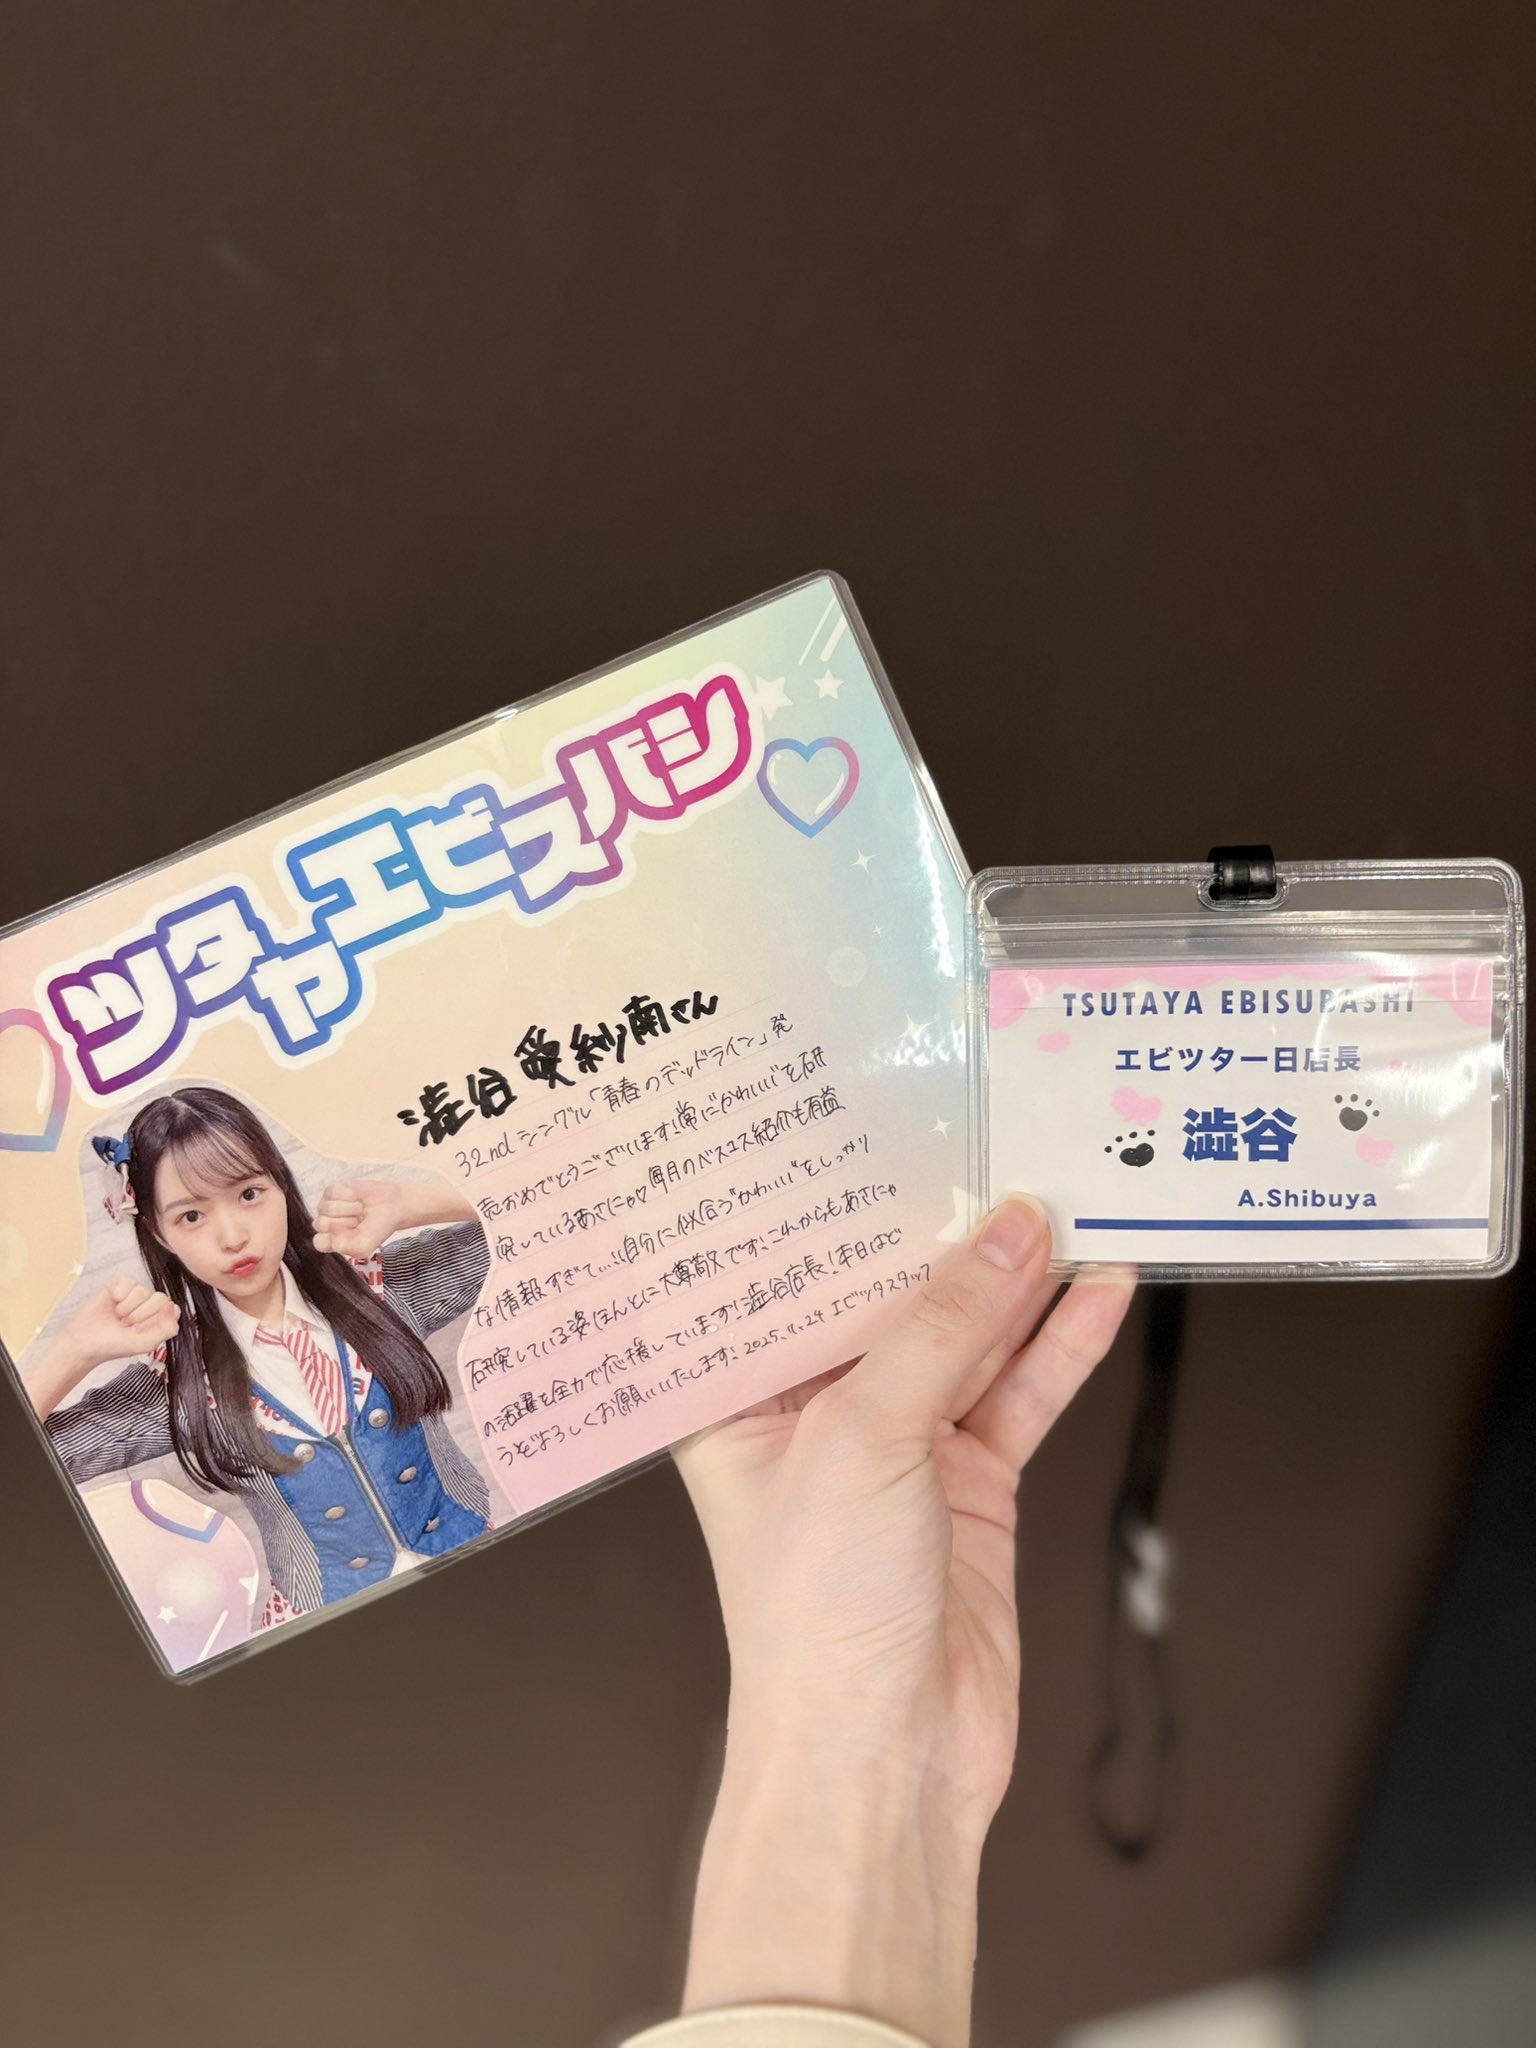 ツタヤエビスバシ
澁谷 愛紗南さん
32ndシングル「青春のデッドライン」発
売おめでとうございます!常に"かわいい"を研
究しているあさにゃ♡毎月のベスコス紹介も有益
な情報すぎて...!!自分に似合う"かわいい"をしっかり
研究している姿ほんとに大尊敬です!これからもあさにゃ
の活躍を全力で応援しています!澁谷店長!本日はど
うぞよろしくお願いいたします! 2025.11.24 エビツタスタッフ
TSUTAYA EBISUBASHI
エビツター日店長
澁谷
A.Shibuya